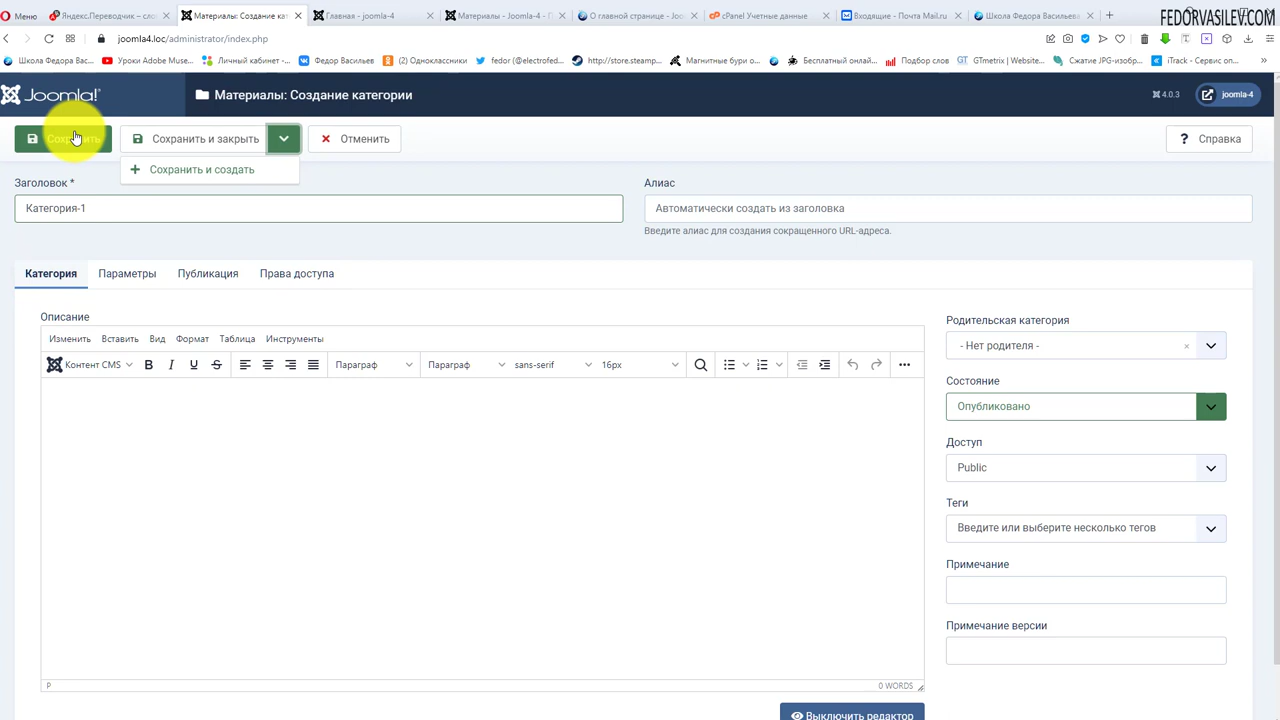 Меню
Яндекс.Переводчик – сло
Материалы: Создание кат
Главная - joomla-4
Материалы - Joomla-4 - П
О главной странице - Joo
cPanel Учетные данные
Входящие - Почта Mail.ru
Школа Федора Васильева
FEDORVASILEV.COM
joomla4.loc/administrator/index.php
Школа Федора Вас...
Уроки Adobe Muse...
Личный кабинет -...
Федор Васильев
(2) Одноклассники
fedor (@electrofed...
http://store.steamp...
Магнитные бури о...
Бесплатный онлай...
Подбор слов
GTmetrix | Website...
Сжатие JPG-изобр...
iTrack - Сервис оп...
Joomla!
Материалы: Создание категории
4.0.3
joomla-4
Сохранить
Сохранить и закрыть
Отменить
Справка
Сохранить и создать
Заголовок *
Алиас
Категория-1
Автоматически создать из заголовка
Введите алиас для создания сокращенного URL-адреса.
Категория
Параметры
Публикация
Права доступа
Описание
Изменить
Вставить
Вид
Формат
Таблица
Инструменты
Контент CMS
B
I
U
S
Параграф
Параграф
sans-serif
16px
P
0 WORDS
Выключить редактор
Родительская категория
- Нет родителя -
Состояние
Опубликовано
Доступ
Public
Теги
Введите или выберите несколько тегов
Примечание
Примечание версии